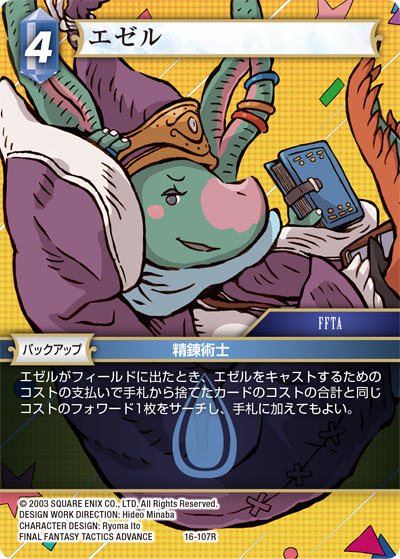 4
エゼル
FFTA
バックアップ
精錬術士
エゼルがフィールドに出たとき、エゼルをキャストするための
コストの支払いで手札から捨てたカードのコストの合計と同じ
コストのフォワード1枚をサーチし、手札に加えてもよい。
© 2003 SQUARE ENIX CO., LTD. All Rights Reserved.
DESIGN WORK DIRECTION: Hideo Minaba
CHARACTER DESIGN: Ryoma Ito
FINAL FANTASY TACTICS ADVANCE
16-107R